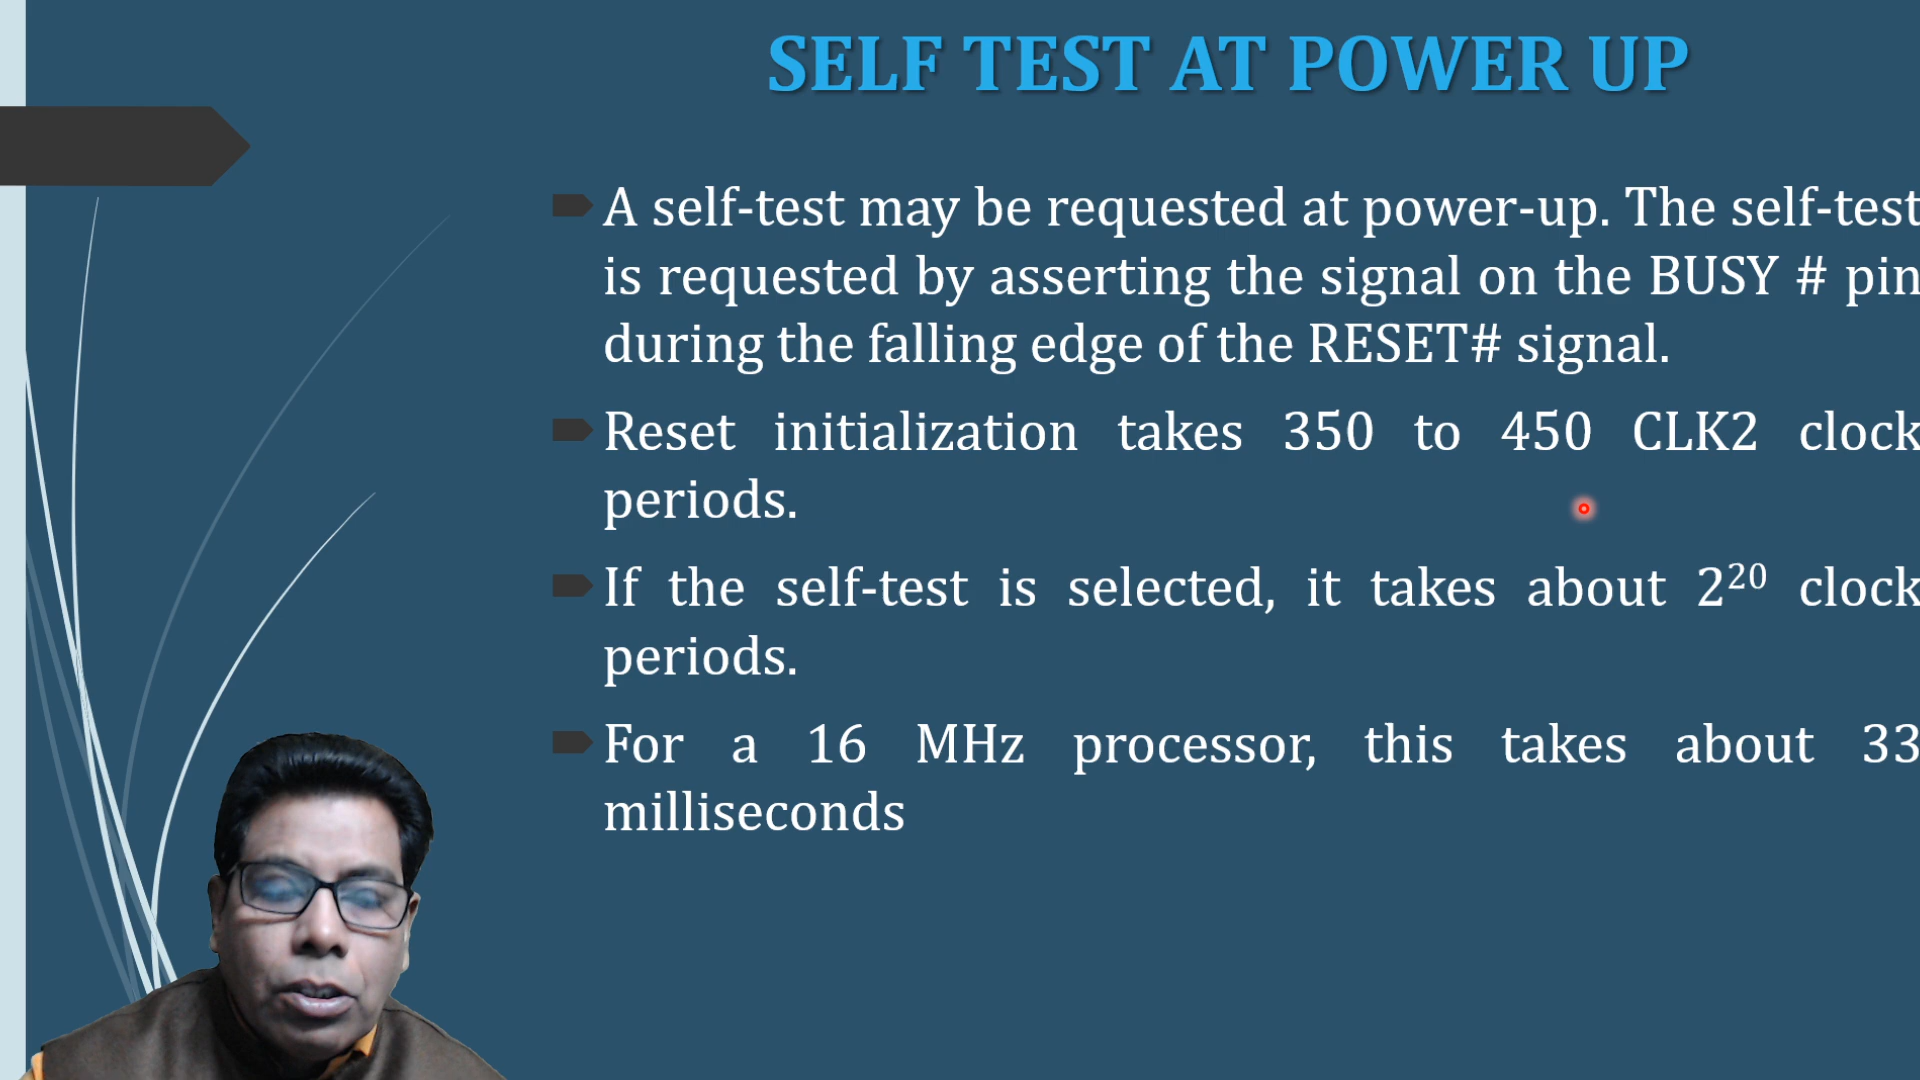 SELF TEST AT POWER UP
A self-test may be requested at power-up. The self-test
is requested by asserting the signal on the BUSY # pin
during the falling edge of the RESET# signal.
Reset initialization takes 350 to 450 CLK2 clock
periods.
If the self-test is selected, it takes about 2²⁰ clock
periods.
For a 16 MHz processor, this takes about 33
milliseconds